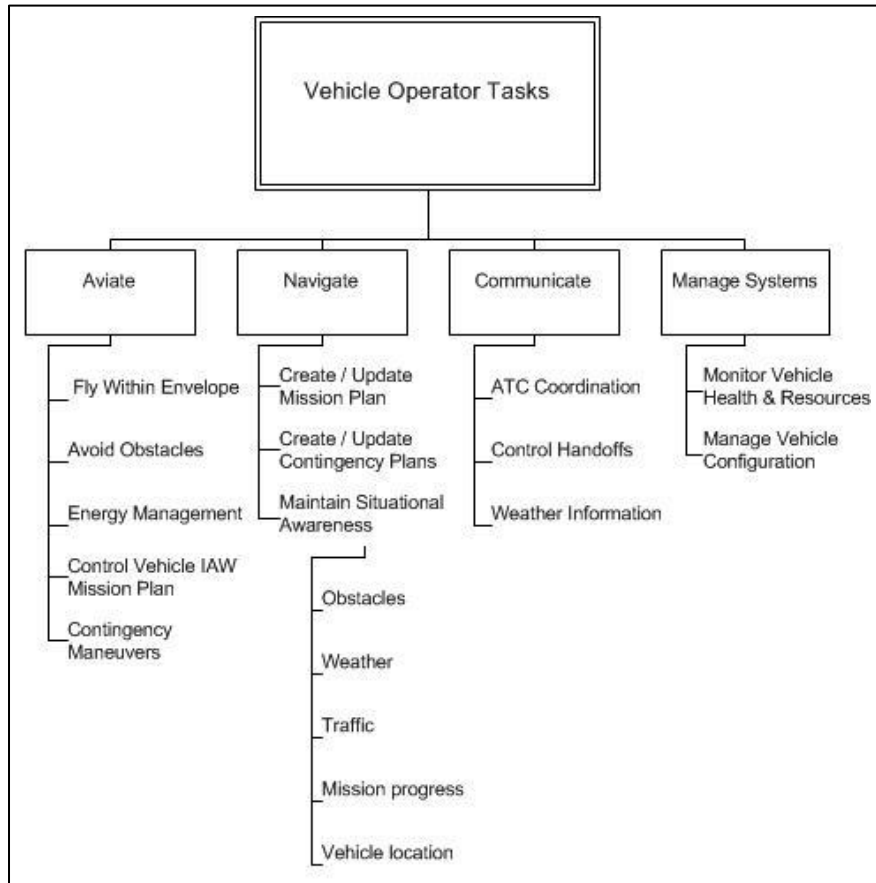 Vehicle Operator Tasks
Aviate
Navigate
Communicate
Manage Systems
Fly Within Envelope
Avoid Obstacles
Energy Management
Control Vehicle IAW
Mission Plan
Contingency
Maneuvers
Create / Update
Mission Plan
Create / Update
Contingency Plans
Maintain Situational
Awareness
Obstacles
Weather
Traffic
Mission progress
Vehicle location
ATC Coordination
Control Handoffs
Weather Information
Monitor Vehicle
Health & Resources
Manage Vehicle
Configuration